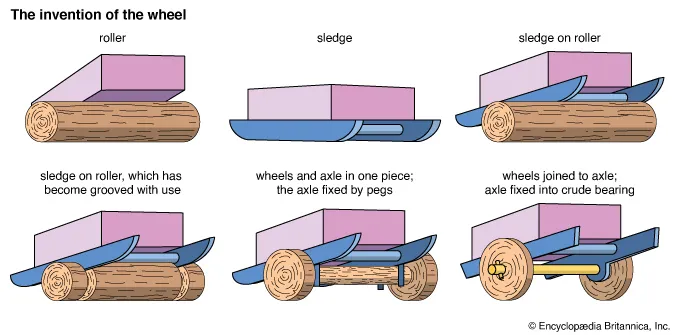 The invention of the wheel
roller
sledge
sledge on roller
sledge on roller, which has
become grooved with use
wheels and axle in one piece;
the axle fixed by pegs
wheels joined to axle;
axle fixed into crude bearing
© Encyclopædia Britannica, Inc.